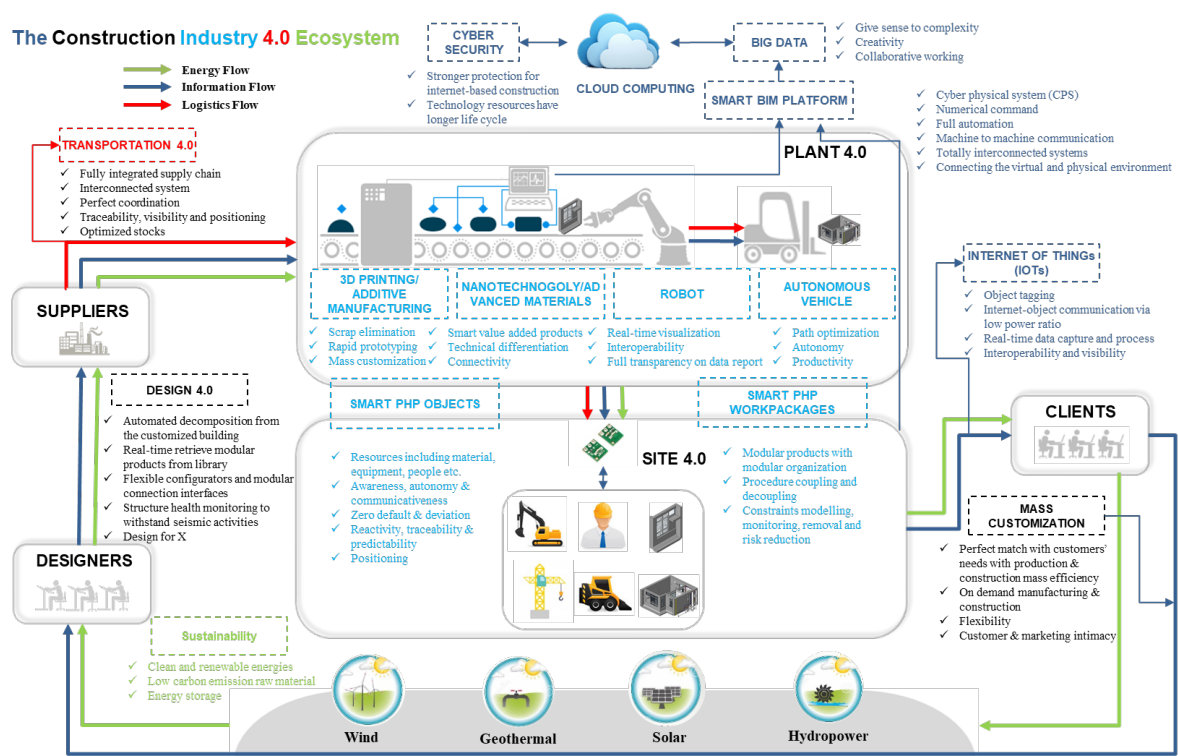 The Construction Industry 4.0 Ecosystem
Energy Flow
Information Flow
Logistics Flow
CYBER
SECURITY
Stronger protection for
internet-based construction
Technology resources have
longer life cycle
CLOUD COMPUTING
BIG DATA
Give sense to complexity
Creativity
Collaborative working
SMART BIM PLATFORM
Cyber physical system (CPS)
Numerical command
Full automation
Machine to machine communication
Totally interconnected systems
Connecting the virtual and physical environment
TRANSPORTATION 4.0
Fully integrated supply chain
Interconnected system
Perfect coordination
Traceability, visibility and positioning
Optimized stocks
PLANT 4.0
3D PRINTING/
ADDITIVE
MANUFACTURING
Scrap elimination
Rapid prototyping
Mass customization
NANOTECHNOGOLY/AD
VANCED MATERIALS
Smart value added products
Technical differentiation
Connectivity
ROBOT
Real-time visualization
Interoperability
Full transparency on data report
AUTONOMOUS
VEHICLE
Path optimization
Autonomy
Productivity
INTERNET OF THINGs
(IOTs)
Object tagging
Internet-object communication via
low power ratio
Real-time data capture and process
Interoperability and visibility
SUPPLIERS
DESIGN 4.0
Automated decomposition from
the customized building
Real-time retrieve modular
products from library
Flexible configurators and modular
connection interfaces
Structure health monitoring to
withstand seismic activities
Design for X
SMART PHP OBJECTS
SMART PHP
WORKPACKAGES
SITE 4.0
Resources including material,
equipment, people etc.
Awareness, autonomy &
communicativeness
Zero default & deviation
Reactivity, traceability &
predictability
Positioning
Modular products with
modular organization
Procedure coupling and
decoupling
Constraints modelling,
monitoring, removal and
risk reduction
CLIENTS
MASS
CUSTOMIZATION
Perfect match with customers'
needs with production &
construction mass efficiency
On demand manufacturing &
construction
Flexibility
Customer & marketing intimacy
DESIGNERS
Sustainability
Clean and renewable energies
Low carbon emission raw material
Energy storage
Wind
Geothermal
Solar
Hydropower